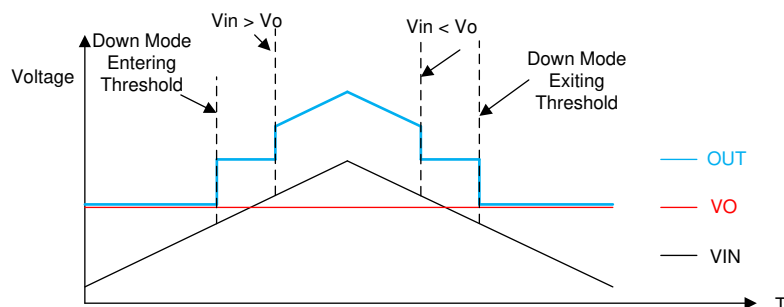 Vin > Vo
Vin < Vo
Down Mode
Entering
Threshold
Down Mode
Exiting
Threshold
Voltage
OUT
VO
VIN
T